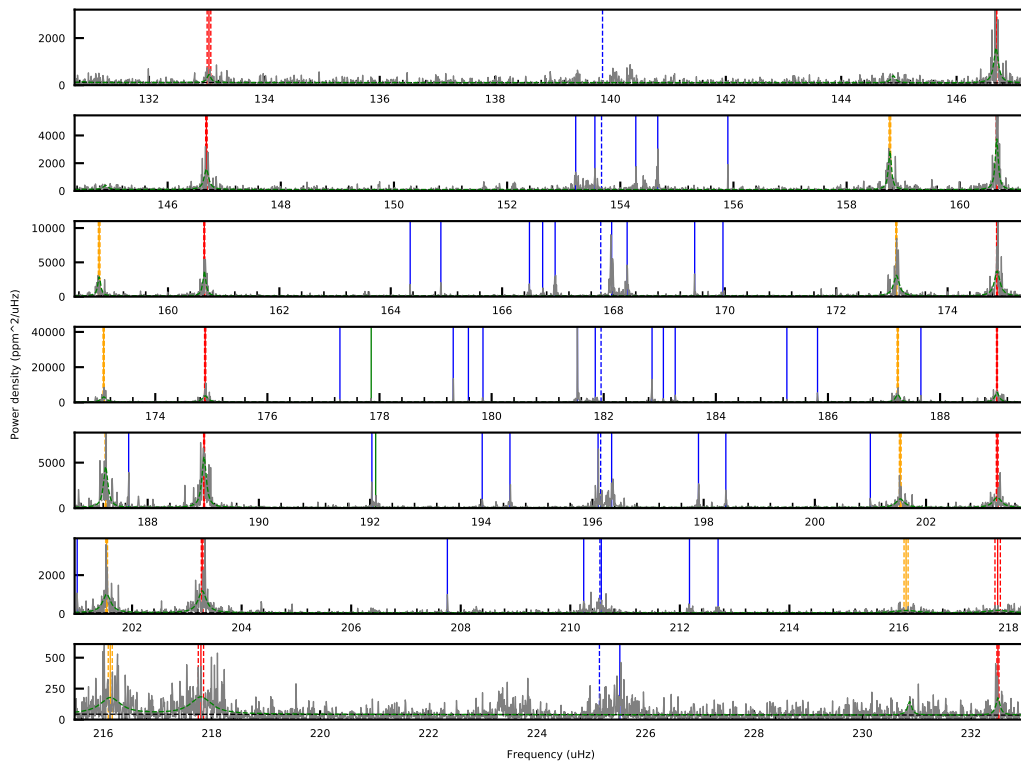 2000
0
132 134 136 138 140 142 144 146
4000
2000
0
146 148 150 152 154 156 158 160
10000
5000
0
160 162 164 166 168 170 172 174
40000
20000
0
174 176 178 180 182 184 186 188
5000
0
188 190 192 194 196 198 200 202
2000
0
202 204 206 208 210 212 214 216 218
500
250
0
216 218 220 222 224 226 228 230 232
Power density (ppm^2/uHz)
Frequency (uHz)